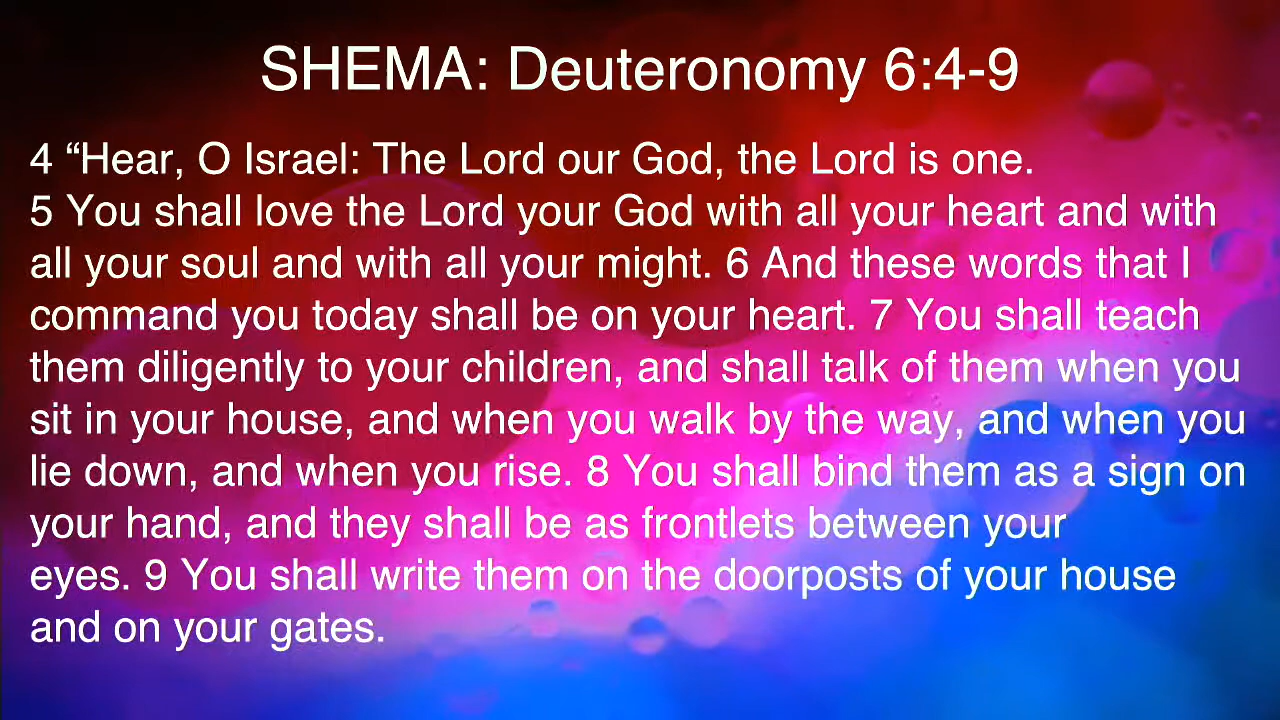 SHEMA: Deuteronomy 6:4-9
4 “Hear, O Israel: The Lord our God, the Lord is one.
5 You shall love the Lord your God with all your heart and with
all your soul and with all your might. 6 And these words that I
command you today shall be on your heart. 7 You shall teach
them diligently to your children, and shall talk of them when you
sit in your house, and when you walk by the way, and when you
lie down, and when you rise. 8 You shall bind them as a sign on
your hand, and they shall be as frontlets between your
eyes. 9 You shall write them on the doorposts of your house
and on your gates.